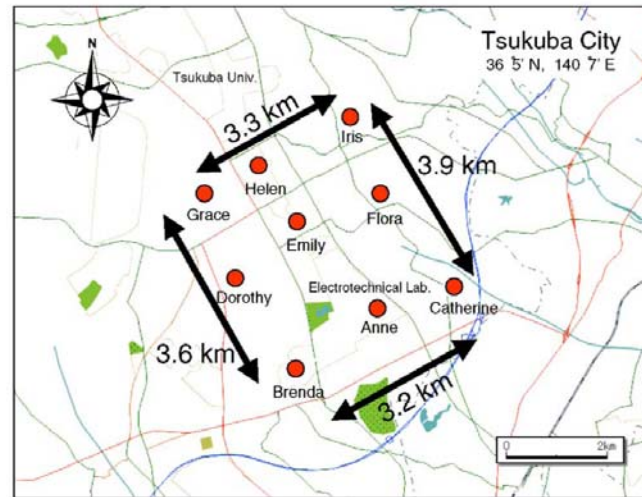 Tsukuba City
36 5' N, 140 7' E
N
Tsukuba Univ.
3.3 km
Iris
3.9 km
Helen
Grace
Flora
Emily
Dorothy
Electrotechnical Lab.
Catherine
Anne
3.6 km
Brenda
3.2 km
0 2km